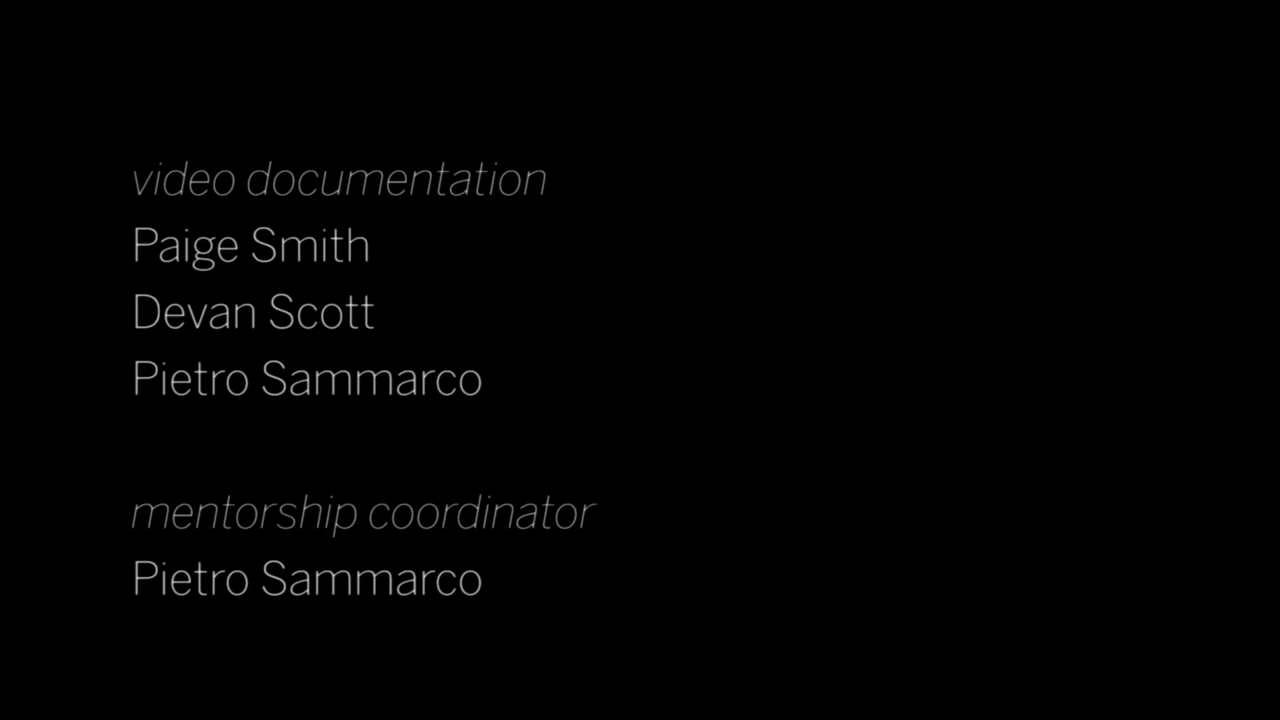 video documentation
Paige Smith
Devan Scott
Pietro Sammarco
mentorship coordinator
Pietro Sammarco